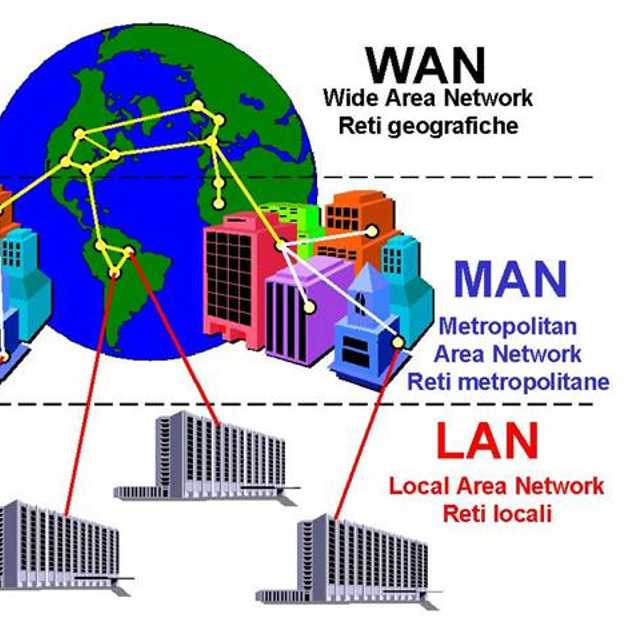 WAN
Wide Area Network
Reti geografiche
MAN
Metropolitan
Area Network
Reti metropolitane
LAN
Local Area Network
Reti locali